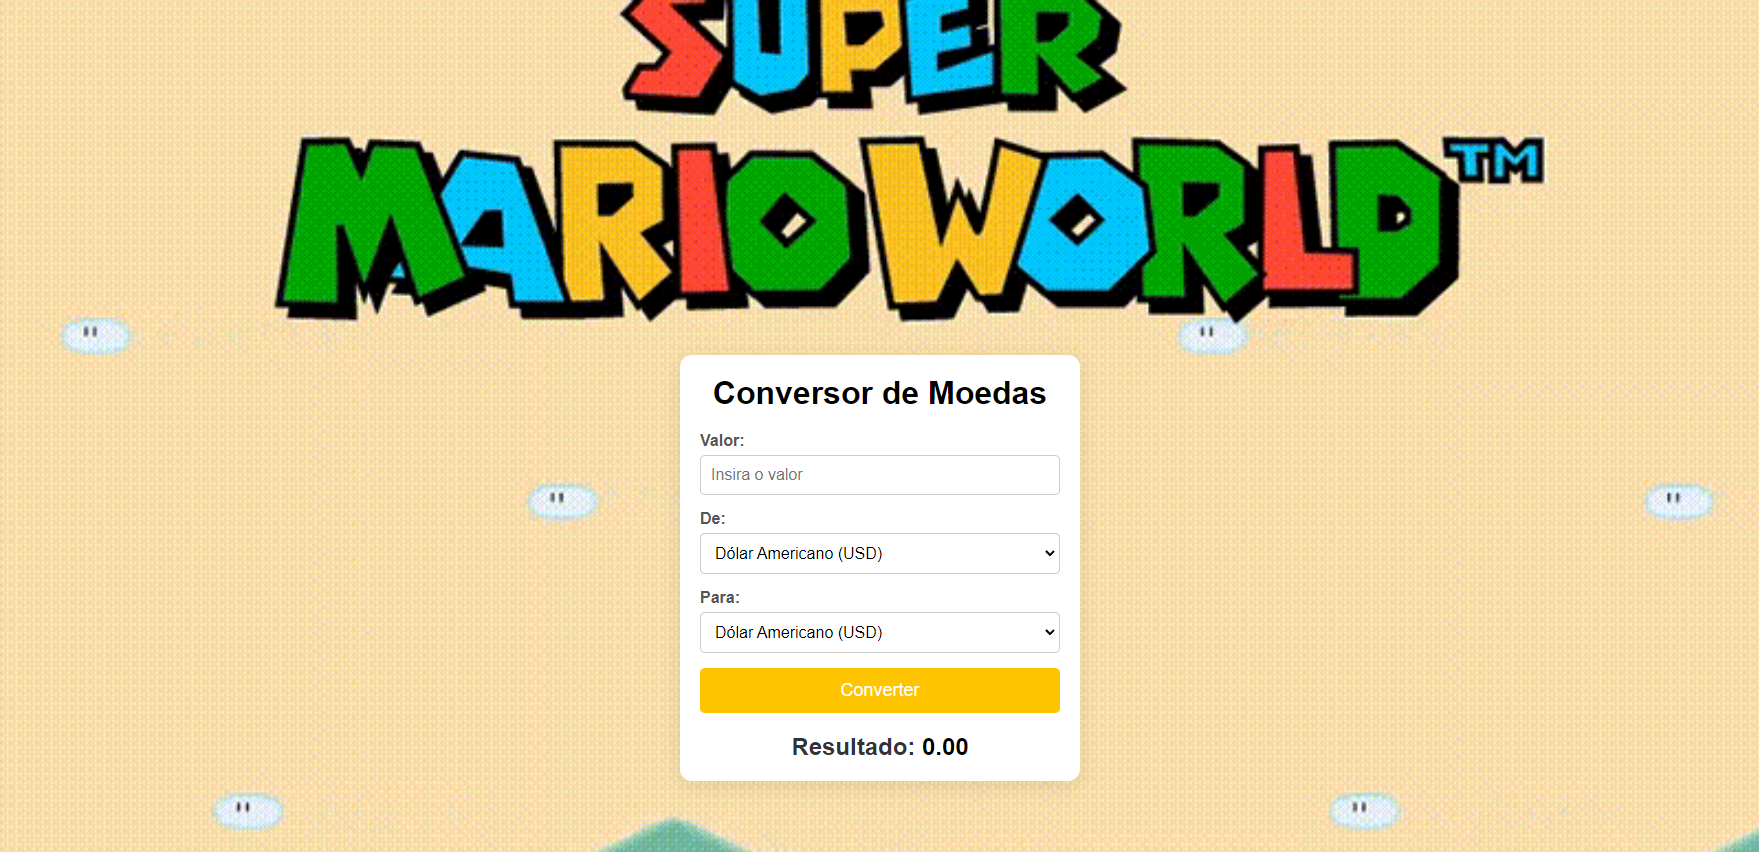 SUPER
MARIO WORLD™
Conversor de Moedas
Valor:
Insira o valor
De:
Dólar Americano (USD)
Para:
Dólar Americano (USD)
Converter
Resultado: 0.00